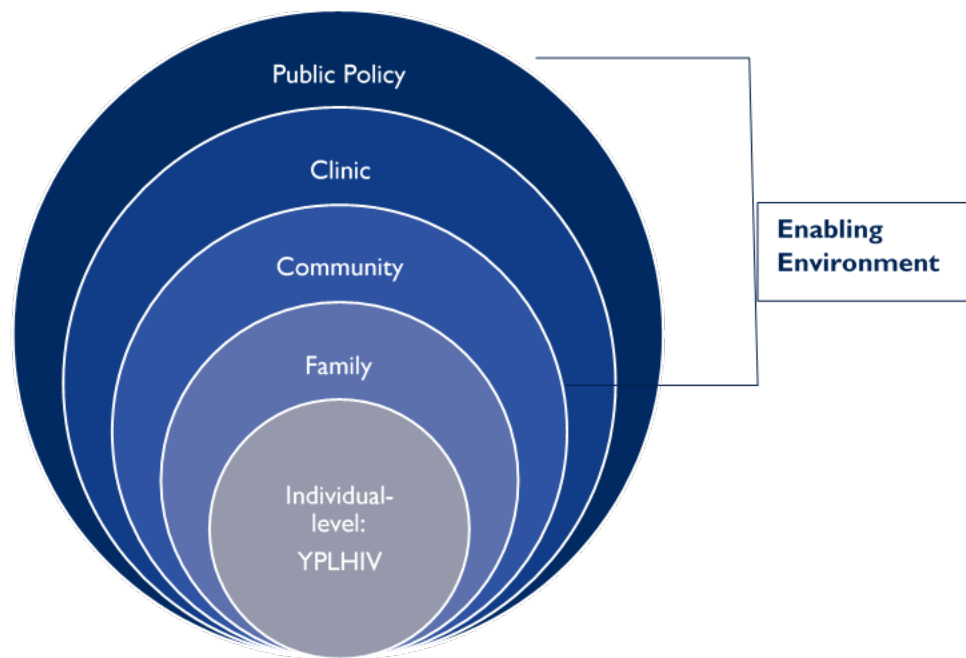 Public Policy
Clinic
Community
Family
Individual-
level:
YPLHIV
Enabling
Environment